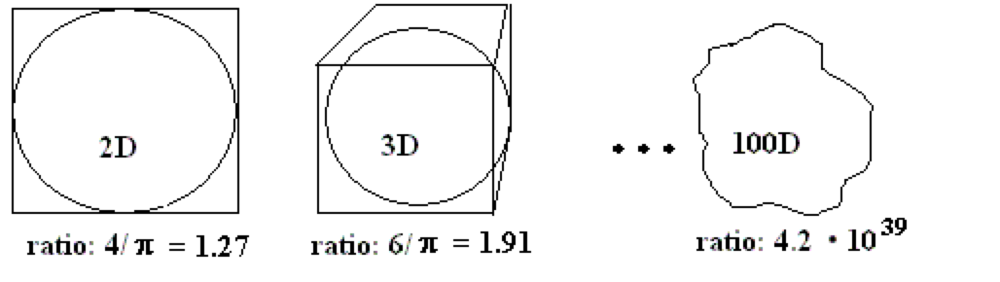 2D
3D
• • •
100D
ratio: 4/π = 1.27
ratio: 6/π = 1.91
ratio: 4.2 • 10^39